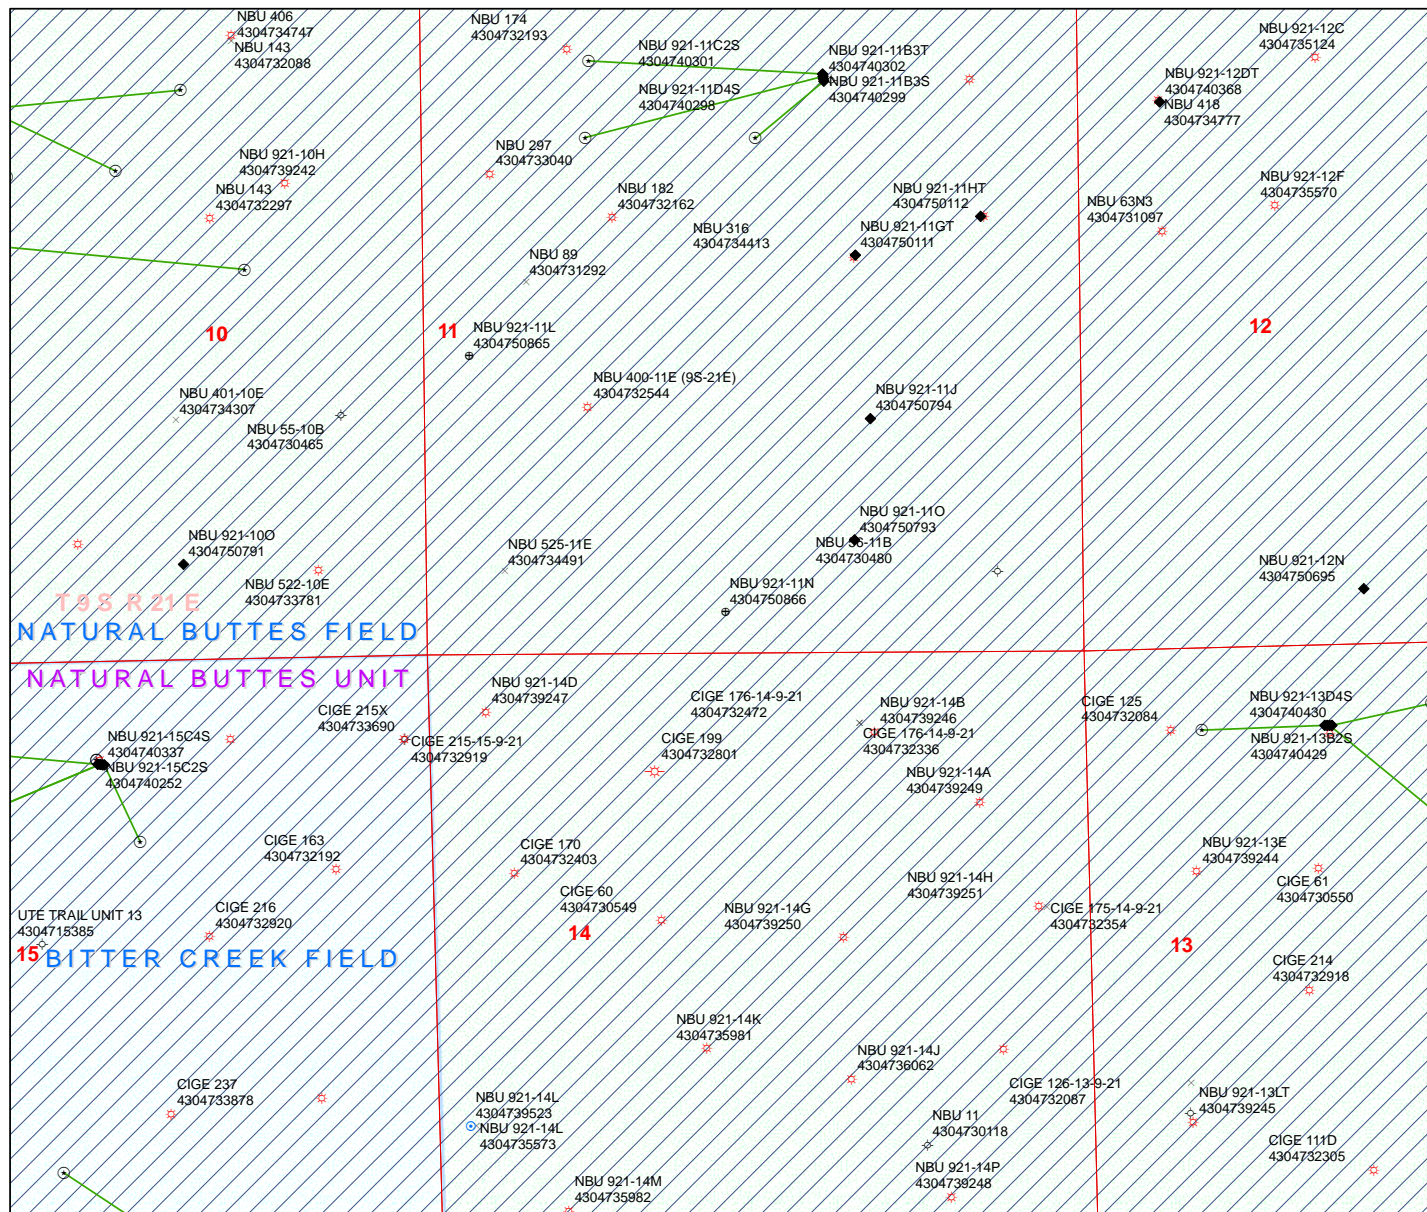 NBU 406
4304734747
NBU 143
4304732088
NBU 174
4304732193
NBU 921-11C2S
4304740301
NBU 921-11B3T
4304740302
NBU 921-11B3S
4304740299
NBU 921-11D4S
4304740298
NBU 921-12C
4304735124
NBU 921-12DT
4304740368
NBU 418
4304734777
NBU 921-10H
4304739242
NBU 143
4304732297
NBU 297
4304733040
NBU 182
4304732162
NBU 316
4304734413
NBU 921-11HT
4304750112
NBU 921-11GT
4304750111
NBU 63N3
4304731097
NBU 921-12F
4304735570
NBU 89
4304731292
10
11
12
NBU 921-11L
4304750865
NBU 400-11E (9S-21E)
4304732544
NBU 921-11J
4304750794
NBU 401-10E
4304734307
NBU 55-10B
4304730465
NBU 921-10O
4304750791
NBU 522-10E
4304733781
NBU 525-11E
4304734491
NBU 921-11O
4304750793
NBU 36-11B
4304730480
NBU 921-11N
4304750866
NBU 921-12N
4304750695
T 9 S R 21 E
NATURAL BUTTES FIELD
NATURAL BUTTES UNIT
CIGE 215X
4304733690
NBU 921-14D
4304739247
CIGE 215-15-9-21
4304732919
CIGE 176-14-9-21
4304732472
CIGE 199
4304732801
NBU 921-14B
4304739246
CIGE 176-14-9-21
4304732336
NBU 921-14A
4304739249
CIGE 125
4304732084
NBU 921-13D4S
4304740430
NBU 921-13B2S
4304740429
NBU 921-15C4S
4304740337
NBU 921-15C2S
4304740252
CIGE 163
4304732192
CIGE 170
4304732403
CIGE 60
4304730549
NBU 921-14G
4304739250
NBU 921-14H
4304739251
CIGE 175-14-9-21
4304732354
NBU 921-13E
4304739244
CIGE 61
4304730550
UTE TRAIL UNIT 13
4304715385
CIGE 216
4304732920
15
14
13
BITTER CREEK FIELD
CIGE 214
4304732918
NBU 921-14K
4304735981
NBU 921-14J
4304736062
CIGE 126-13-9-21
4304732087
NBU 921-13LT
4304739245
CIGE 237
4304733878
NBU 921-14L
4304739523
NBU 921-14L
4304735573
NBU 11
4304730118
CIGE 111D
4304732305
NBU 921-14M
4304735982
NBU 921-14P
4304739248